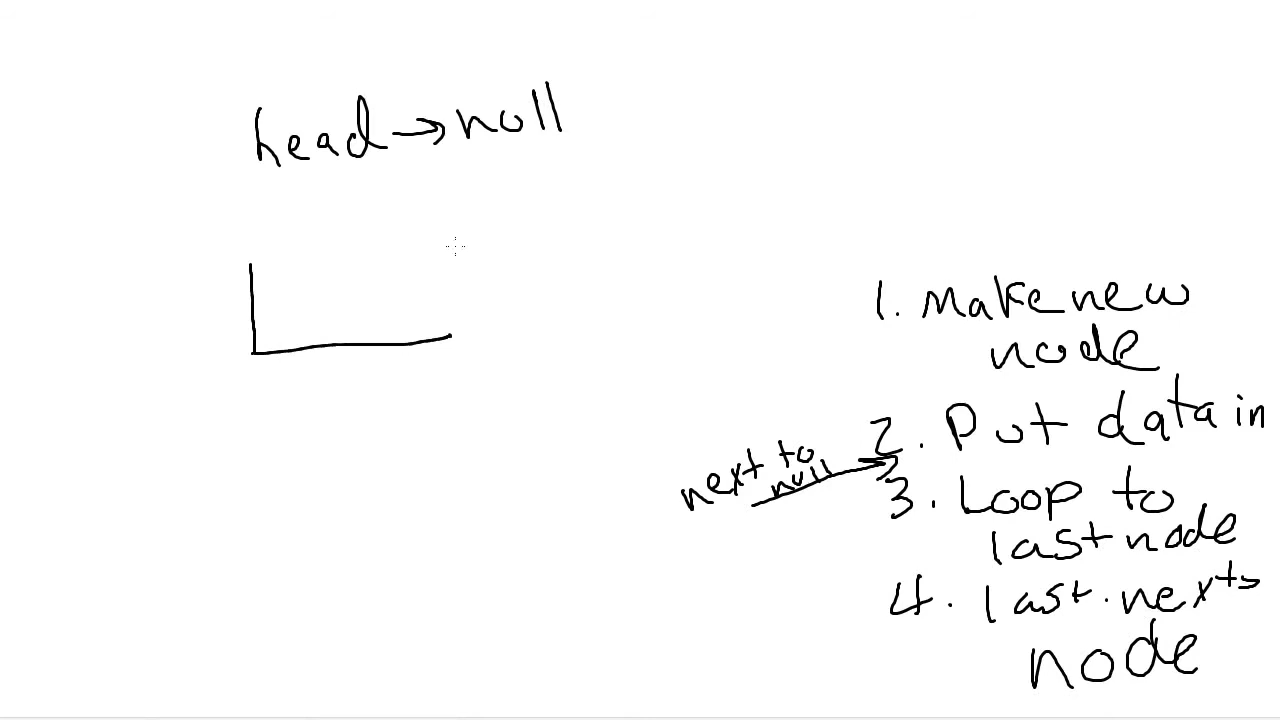 head → null
1. Make new
node
2. Put data in
next to
null
3. Loop to
last node
4. last.next →
node